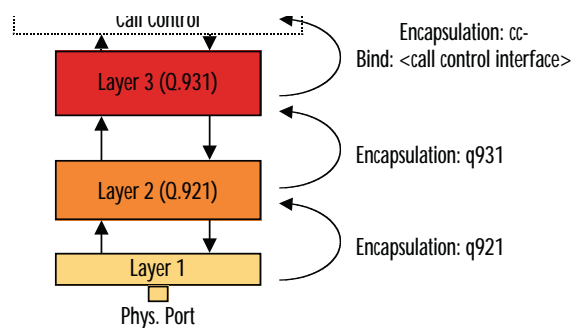 Call Control
Encapsulation: cc-
Bind: <call control interface>
Layer 3 (Q.931)
Encapsulation: q931
Layer 2 (Q.921)
Encapsulation: q921
Layer 1
Phys. Port